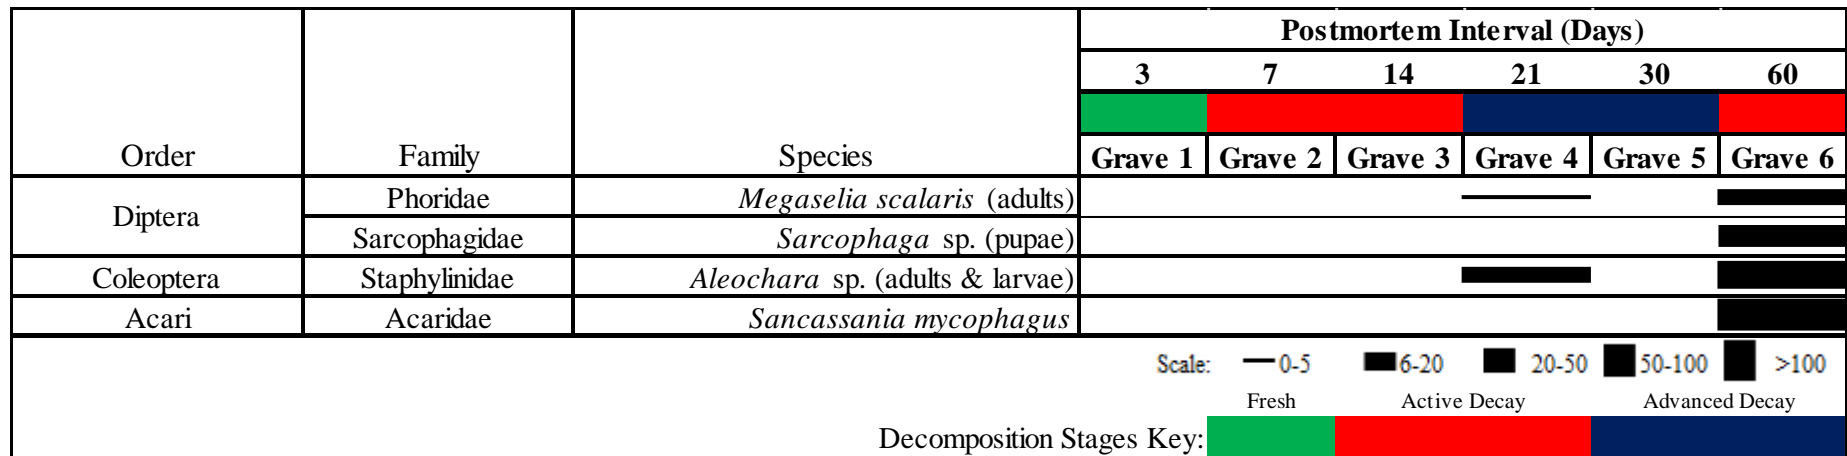 Postmortem Interval (Days)
3 7 14 21 30 60
Order Family Species Grave 1 Grave 2 Grave 3 Grave 4 Grave 5 Grave 6
Diptera Phoridae Megaselia scalaris (adults)
Sarcophagidae Sarcophaga sp. (pupae)
Coleoptera Staphylinidae Aleochara sp. (adults & larvae)
Acari Acaridae Sancassania mycophagus
Scale: 0-5 6-20 20-50 50-100 >100
Fresh Active Decay Advanced Decay
Decomposition Stages Key: